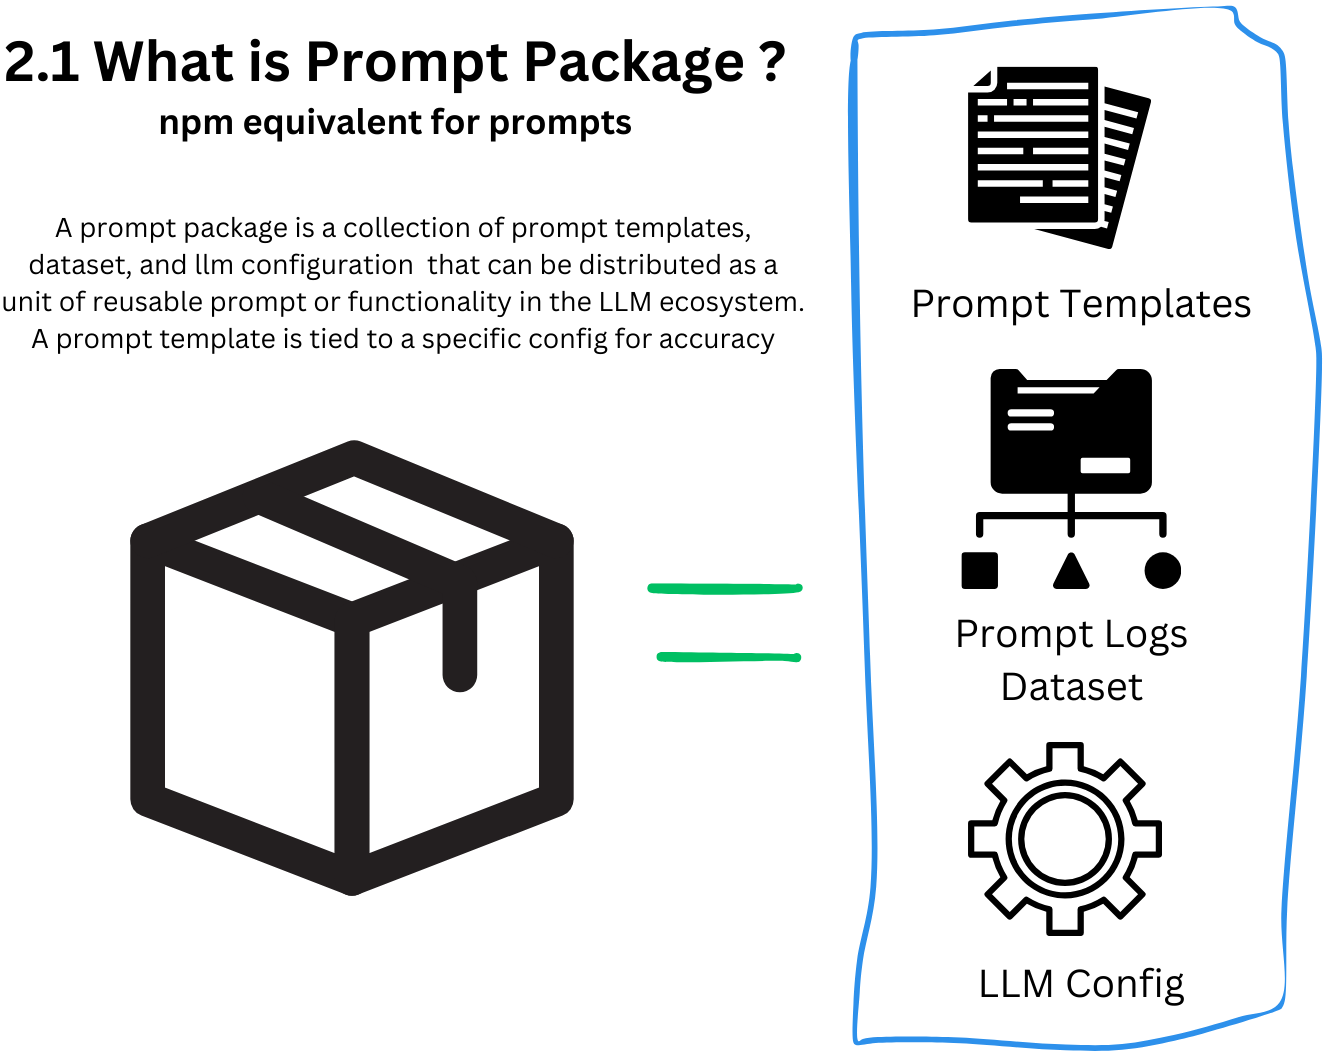 2.1 What is Prompt Package ?
npm equivalent for prompts
A prompt package is a collection of prompt templates,
dataset, and llm configuration  that can be distributed as a
unit of reusable prompt or functionality in the LLM ecosystem.
A prompt template is tied to a specific config for accuracy
Prompt Templates
Prompt Logs
Dataset
LLM Config